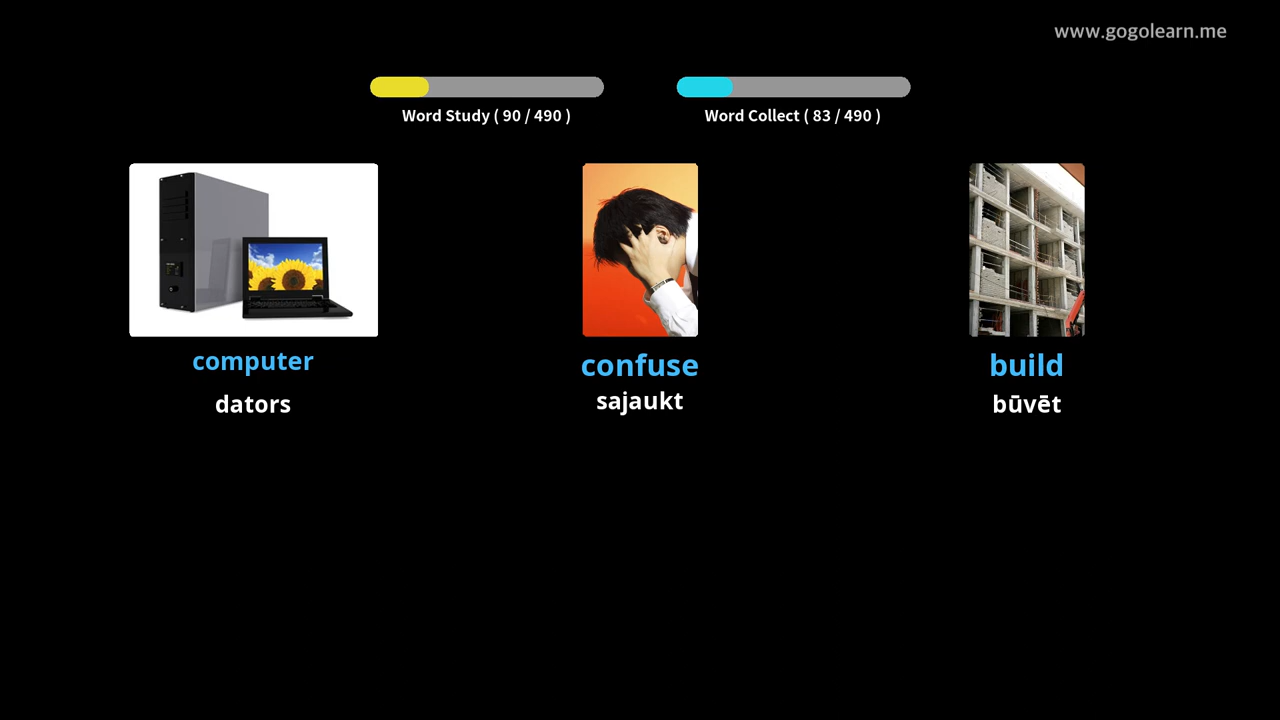 www.gogolearn.me
Word Study ( 90 / 490 )
Word Collect ( 83 / 490 )
computer
dators
confuse
sajaukt
build
būvēt